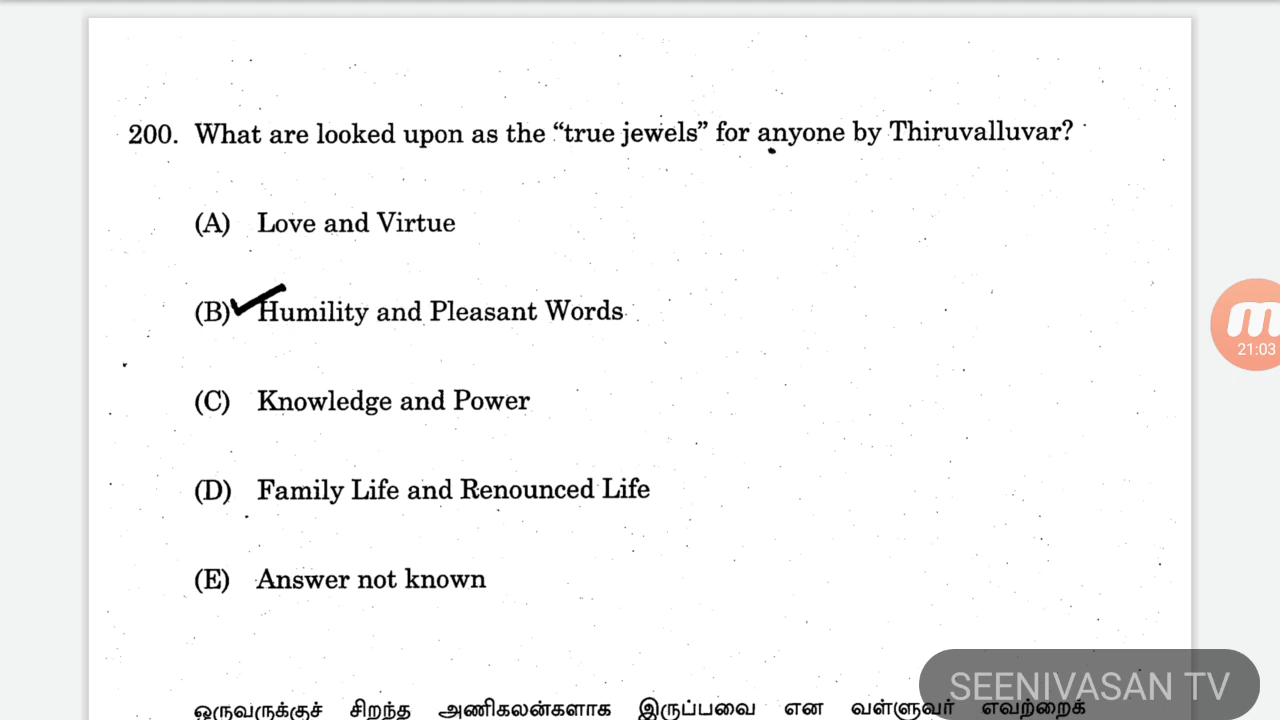 200. What are looked upon as the “true jewels” for anyone by Thiruvalluvar?
(A) Love and Virtue
(B) Humility and Pleasant Words
(C) Knowledge and Power
(D) Family Life and Renounced Life
(E) Answer not known
21:03
SEENIVASAN TV
ஒருவருக்குச் சிறந்த அணிகலன்களாக இருப்பவை என வள்ளுவர் எவற்றைக்